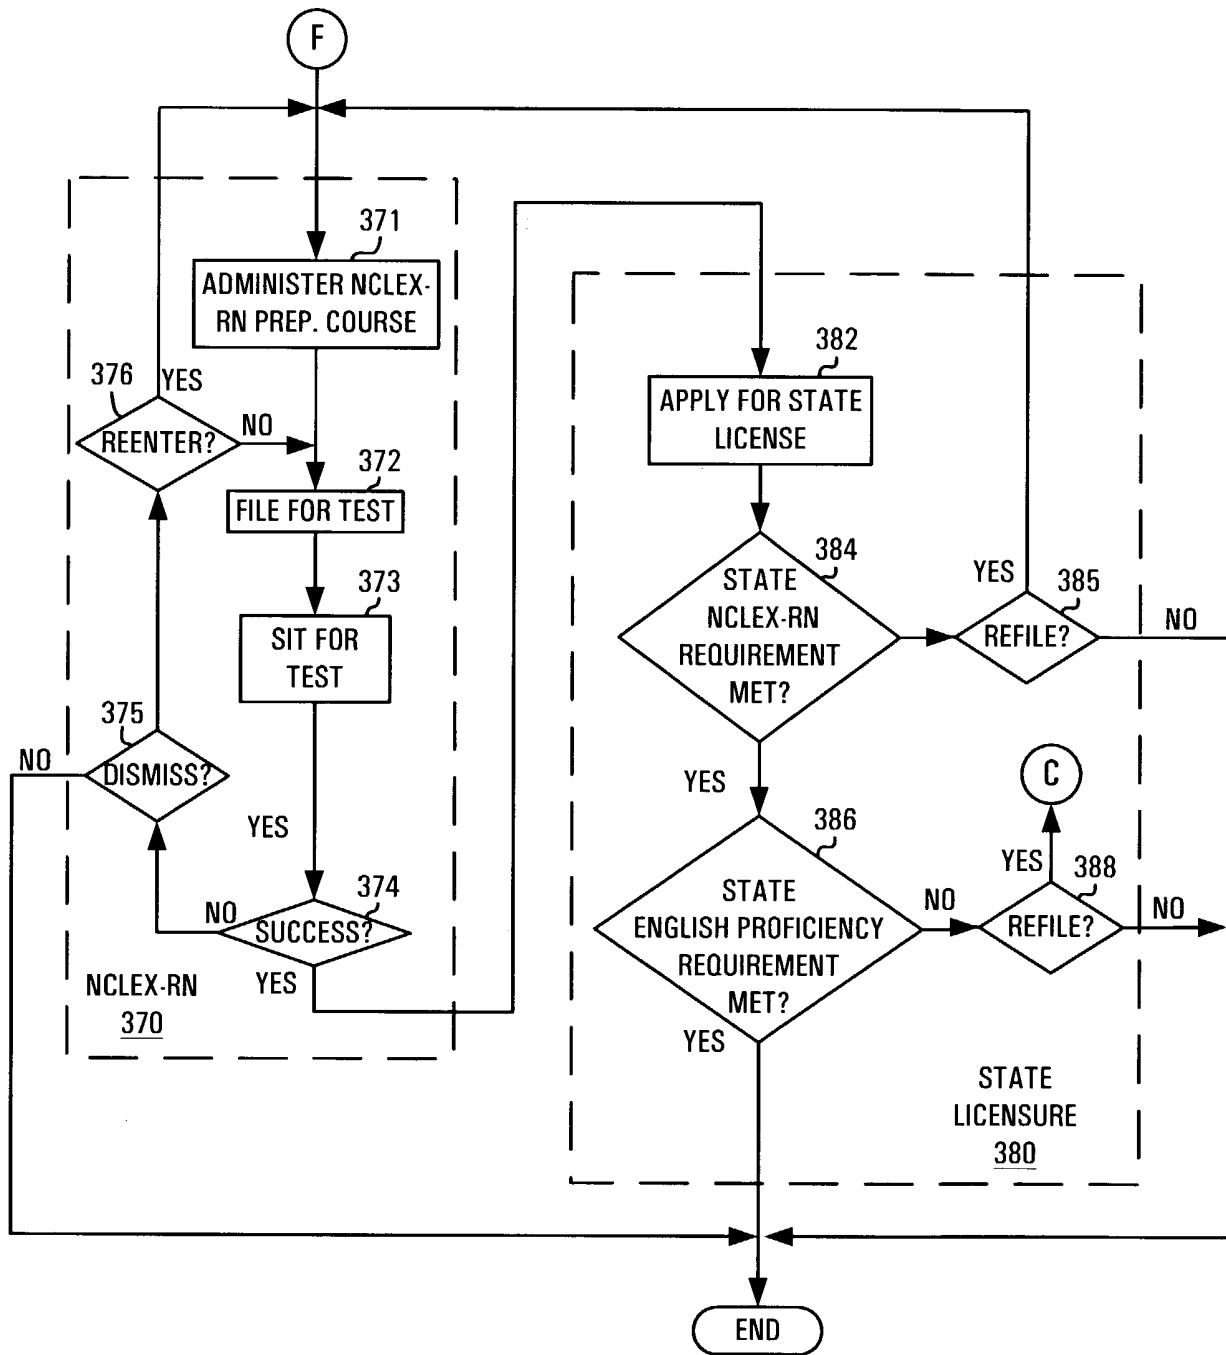 F
371
ADMINISTER NCLEX-
RN PREP. COURSE
376
YES
REENTER?
NO
372
FILE FOR TEST
373
SIT FOR
TEST
375
NO
DISMISS?
YES
374
NO
SUCCESS?
YES
NCLEX-RN
370
382
APPLY FOR STATE
LICENSE
384
STATE
NCLEX-RN
REQUIREMENT
MET?
YES
385
REFILE?
NO
YES
C
386
STATE
ENGLISH PROFICIENCY
REQUIREMENT
MET?
NO
YES
388
REFILE?
NO
YES
STATE
LICENSURE
380
END